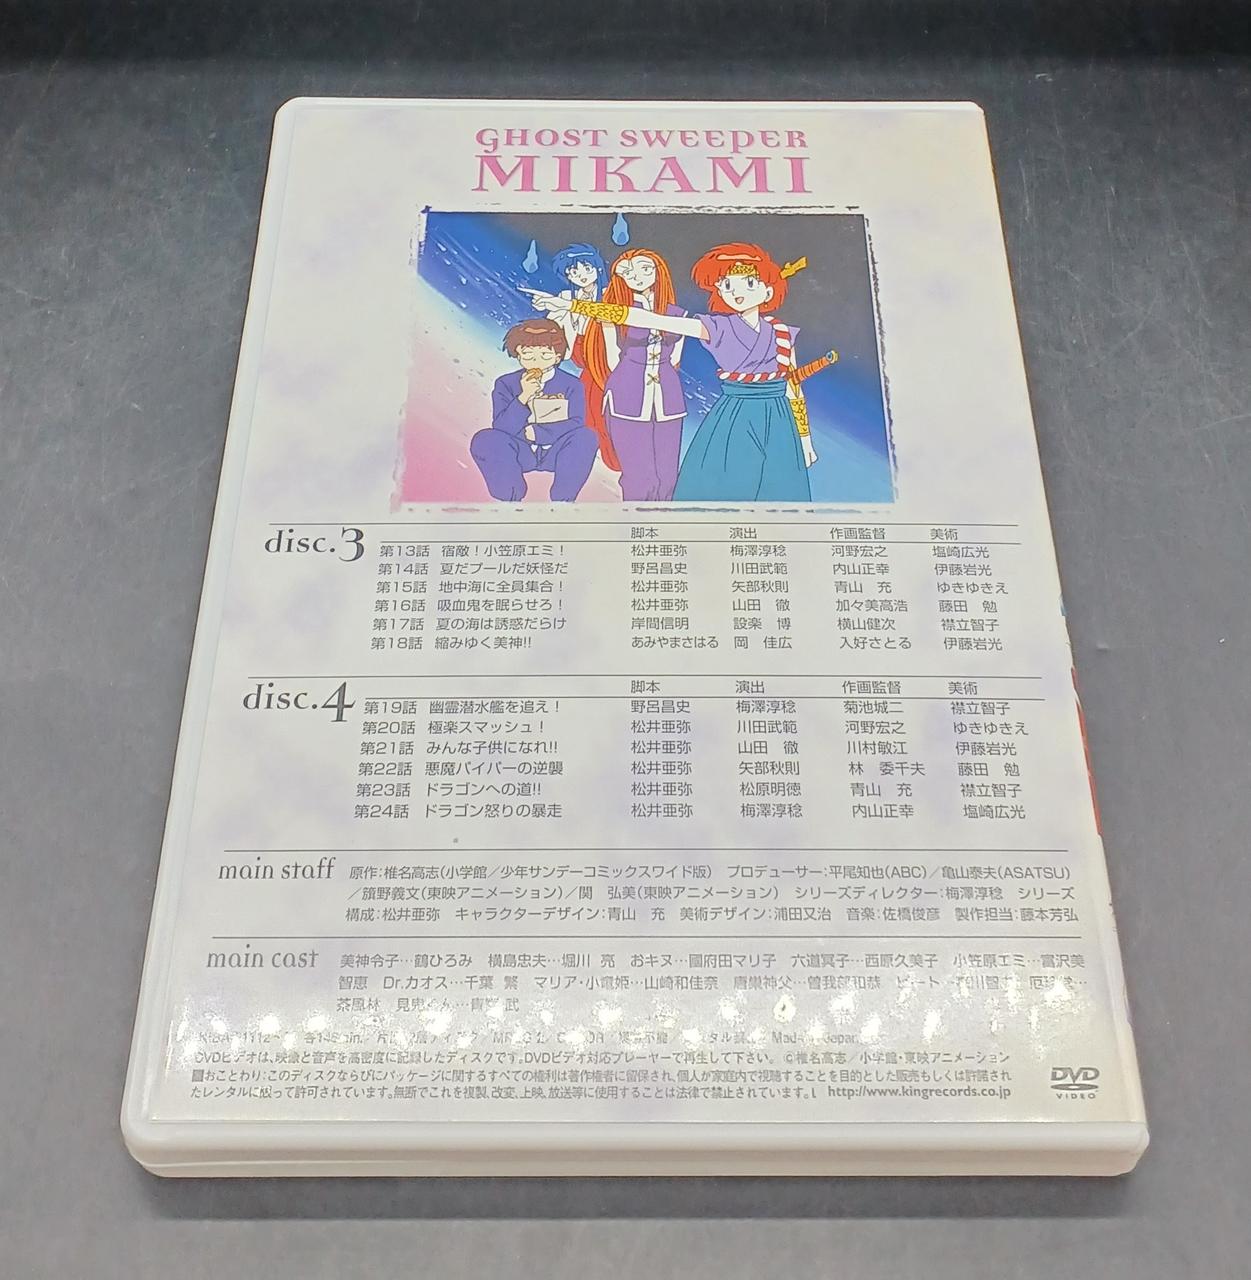 GHOST SWEEPER
MIKAMI
disc.3
脚本 演出 作画監督 美術
第13話 宿敵！小笠原エミ！ 松井亜弥 梅澤淳稔 河野宏之 塩崎広光
第14話 夏だプールだ妖怪だ 野呂昌史 川田武範 内山正幸 伊藤岩光
第15話 地中海に全員集合！ 松井亜弥 矢部秋則 青山 充 ゆきゆきえ
第16話 吸血鬼を眠らせろ！ 松井亜弥 山田 徹 加々美高浩 藤田 勉
第17話 夏の海は誘惑だらけ 岸間信明 設楽 博 横山健次 襟立智子
第18話 縮みゆく美神!! あみやまさはる 岡 佳広 入好さとる 伊藤岩光
disc.4
脚本 演出 作画監督 美術
第19話 幽霊潜水艦を追え！ 野呂昌史 梅澤淳稔 菊池城二 襟立智子
第20話 極楽スマッシュ！ 松井亜弥 川田武範 河野宏之 ゆきゆきえ
第21話 みんな子供になれ!! 松井亜弥 山田 徹 川村敏江 伊藤岩光
第22話 悪魔パイパーの逆襲 松井亜弥 矢部秋則 林 委千夫 藤田 勉
第23話 ドラゴンへの道!! 松井亜弥 松原明徳 青山 充 襟立智子
第24話 ドラゴン怒りの暴走 松井亜弥 梅澤淳稔 内山正幸 塩崎広光
main staff 原作：椎名高志（小学館／少年サンデーコミックスワイド版） プロデューサー：平尾知也（ABC）／亀山泰夫（ASATSU）
／籏野義文（東映アニメーション）／関 弘美（東映アニメーション） シリーズディレクター：梅澤淳稔 シリーズ
構成：松井亜弥 キャラクターデザイン：青山 充 美術デザイン：浦田又治 音楽：佐橋俊彦 製作担当：藤本芳弘
main cast 美神令子…鶴ひろみ 横島忠夫…堀川 亮 おキヌ…國府田マリ子 六道冥子…西原久美子 小笠原エミ…富沢美
智恵 Dr.カオス…千葉 繁 マリア・小竜姫…山崎和佳奈 唐巣神父…曽我部和恭
茶風林
DVDビデオは、映像と音声を高密度に記録したディスクです。DVDビデオ対応プレーヤーで再生して下さい。 ©椎名高志／小学館・東映アニメーション
■おことわり：このディスクならびにパッケージに関するすべての権利は著作権者に留保され、個人が家庭内で視聴することを目的とした販売もしくは許諾され
たレンタルに限って許可されています。無断でこれを複製、改変、上映、放送等に使用することは法律で禁止されています。 http://www.kingrecords.co.jp
DVD
VIDEO